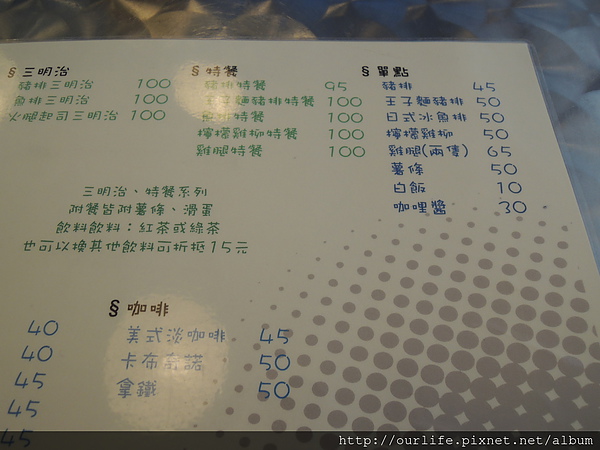 § 三明治
豬排三明治 100
魚排三明治 100
火腿起司三明治 100
§ 特餐
豬排特餐 95
王子麵豬排特餐 100
魚排特餐 100
檸檬雞柳特餐 100
雞腿特餐 100
§ 單點
豬排 45
王子麵豬排 50
日式冰魚排 50
檸檬雞柳 50
雞腿(兩隻) 65
薯條 50
白飯 10
咖哩醬 30
三明治、特餐系列
附餐皆附薯條、滑蛋
飲料飲料：紅茶或綠茶
也可以換其他飲料可折抵15元
40
40
45
45
45
§ 咖啡
美式淡咖啡 45
卡布奇諾 50
拿鐵 50
http://ourlife.pixnet.net/album